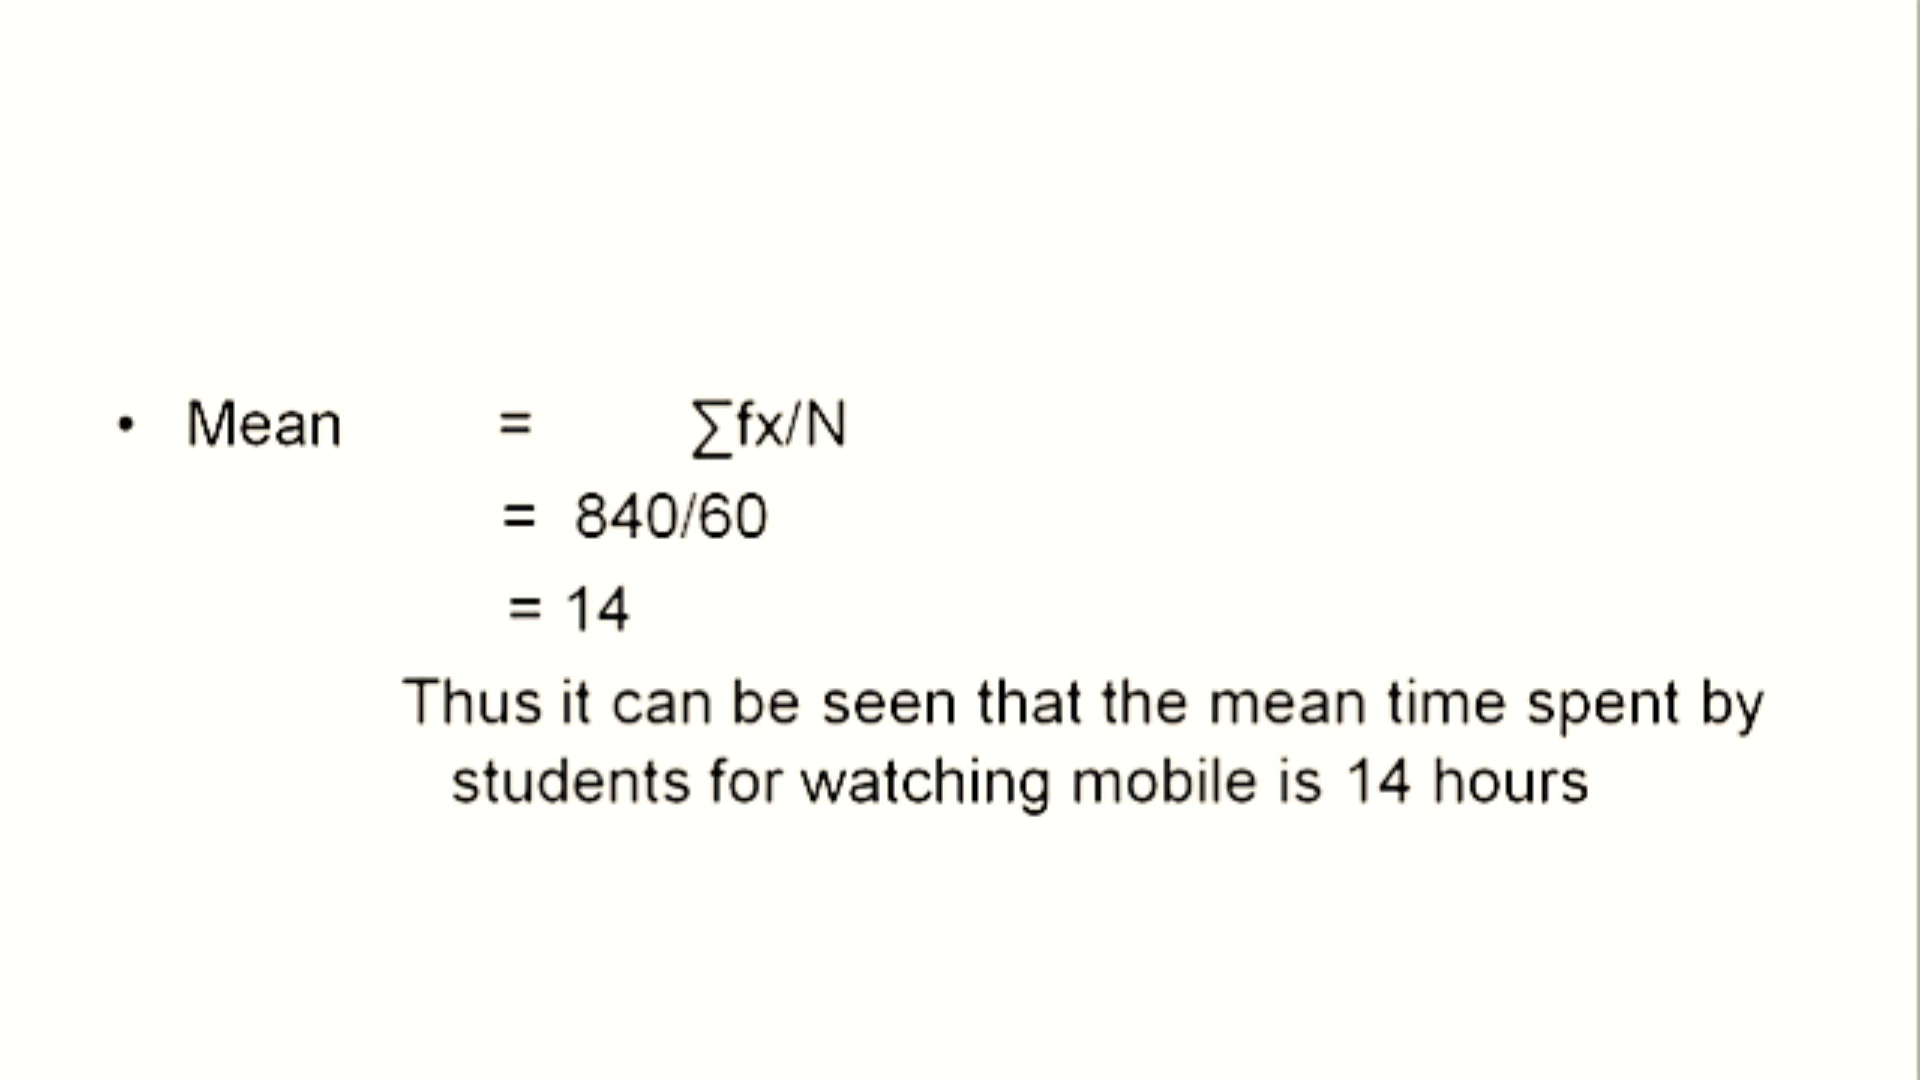 • Mean = ∑fx/N
= 840/60
= 14
Thus it can be seen that the mean time spent by
students for watching mobile is 14 hours